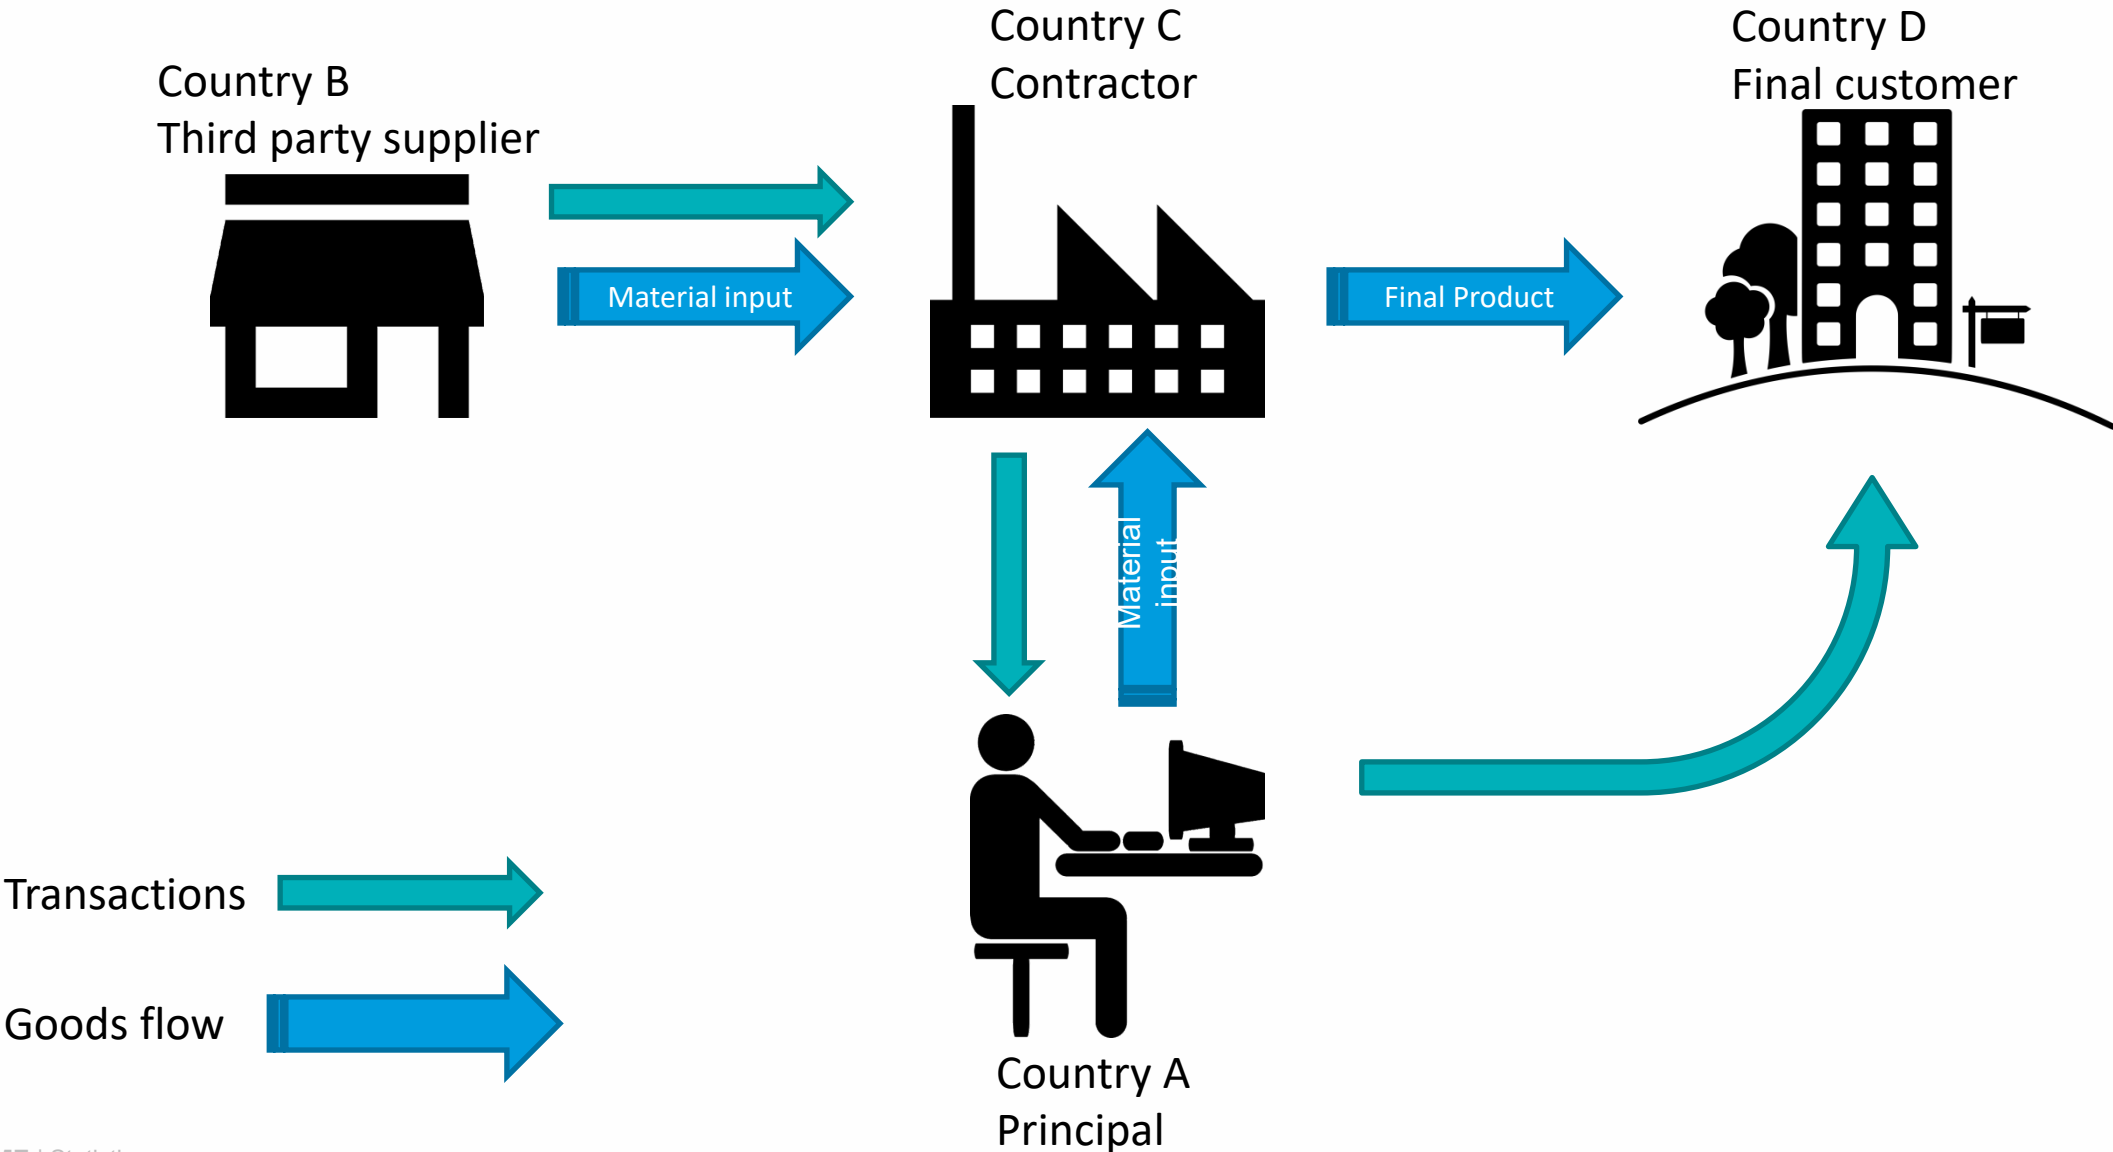 Country B
Third party supplier
Country C
Contractor
Country D
Final customer
Material input
Final Product
Material
input
Transactions
Goods flow
Country A
Principal